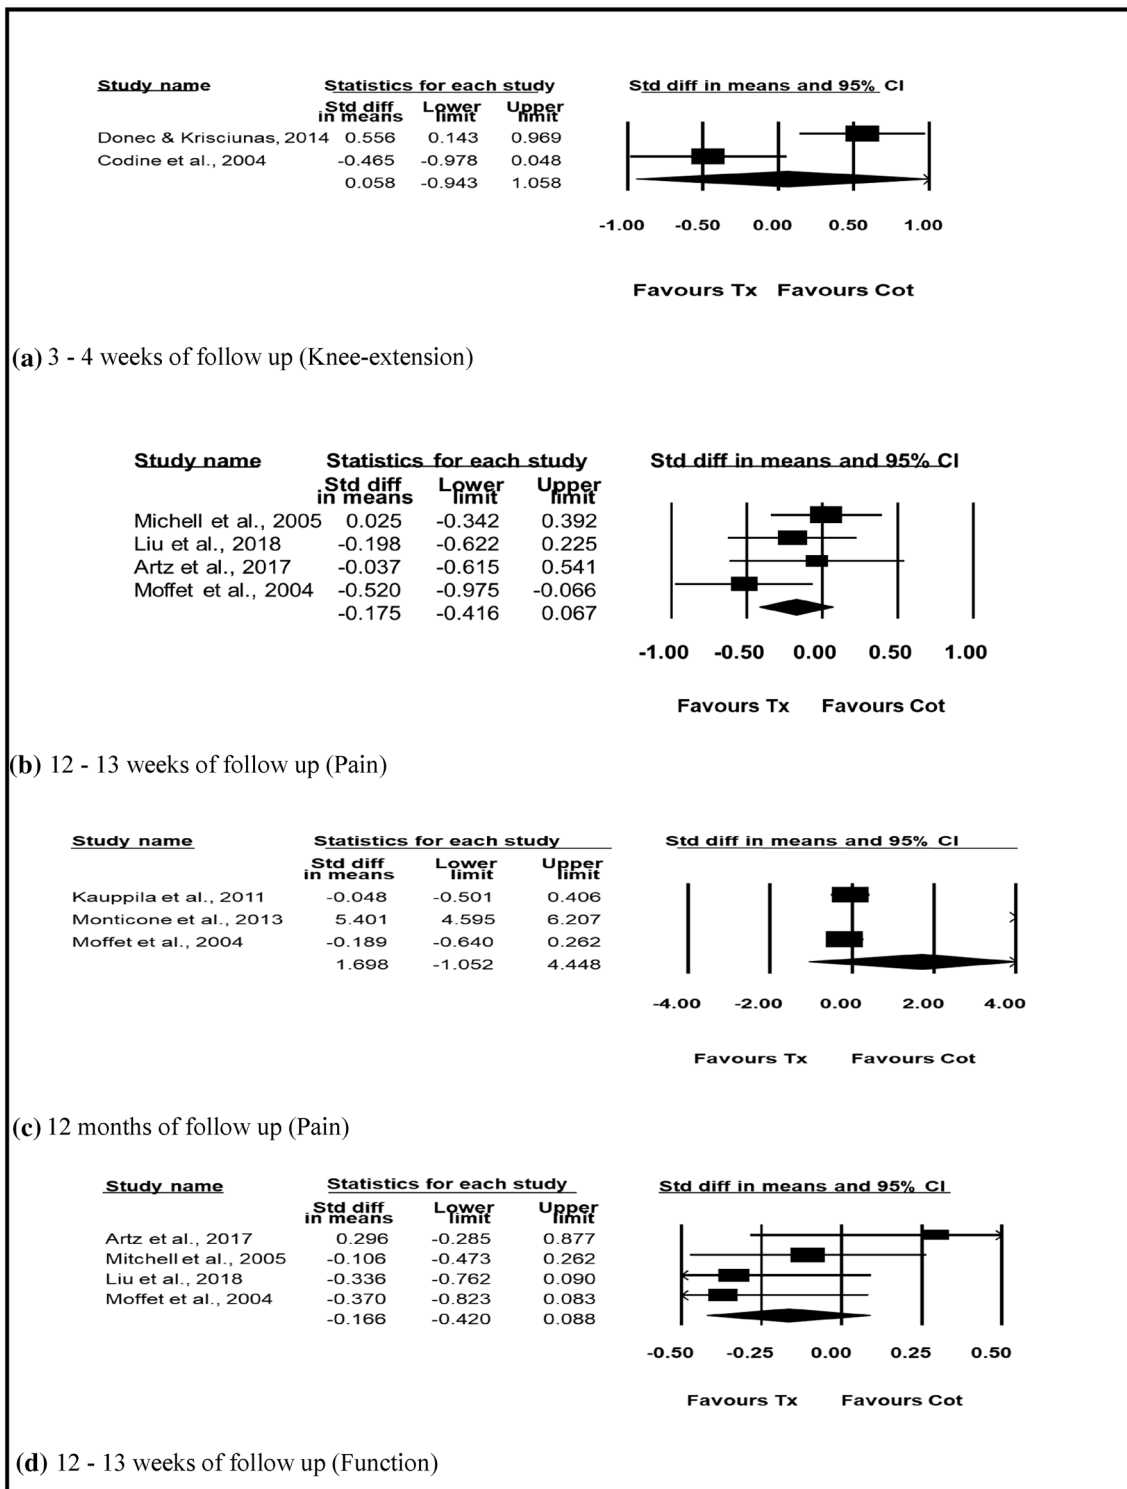 Study name Statistics for each study Std diff in means and 95% CI
Std diff in means Lower limit Upper limit
Donec & Krisciunas, 2014 0.556 0.143 0.969
Codine et al., 2004 -0.465 -0.978 0.048
0.058 -0.943 1.058
-1.00 -0.50 0.00 0.50 1.00
Favours Tx Favours Cot
(a) 3 - 4 weeks of follow up (Knee-extension)
Study name Statistics for each study Std diff in means and 95% CI
Std diff in means Lower limit Upper limit
Michell et al., 2005 0.025 -0.342 0.392
Liu et al., 2018 -0.198 -0.622 0.225
Artz et al., 2017 -0.037 -0.615 0.541
Moffet et al., 2004 -0.520 -0.975 -0.066
-0.175 -0.416 0.067
-1.00 -0.50 0.00 0.50 1.00
Favours Tx Favours Cot
(b) 12 - 13 weeks of follow up (Pain)
Study name Statistics for each study Std diff in means and 95% CI
Std diff in means Lower limit Upper limit
Kauppila et al., 2011 -0.048 -0.501 0.406
Monticone et al., 2013 5.401 4.595 6.207
Moffet et al., 2004 -0.189 -0.640 0.262
1.698 -1.052 4.448
-4.00 -2.00 0.00 2.00 4.00
Favours Tx Favours Cot
(c) 12 months of follow up (Pain)
Study name Statistics for each study Std diff in means and 95% CI
Std diff in means Lower limit Upper limit
Artz et al., 2017 0.296 -0.285 0.877
Mitchell et al., 2005 -0.106 -0.473 0.262
Liu et al., 2018 -0.336 -0.762 0.090
Moffet et al., 2004 -0.370 -0.823 0.083
-0.166 -0.420 0.088
-0.50 -0.25 0.00 0.25 0.50
Favours Tx Favours Cot
(d) 12 - 13 weeks of follow up (Function)